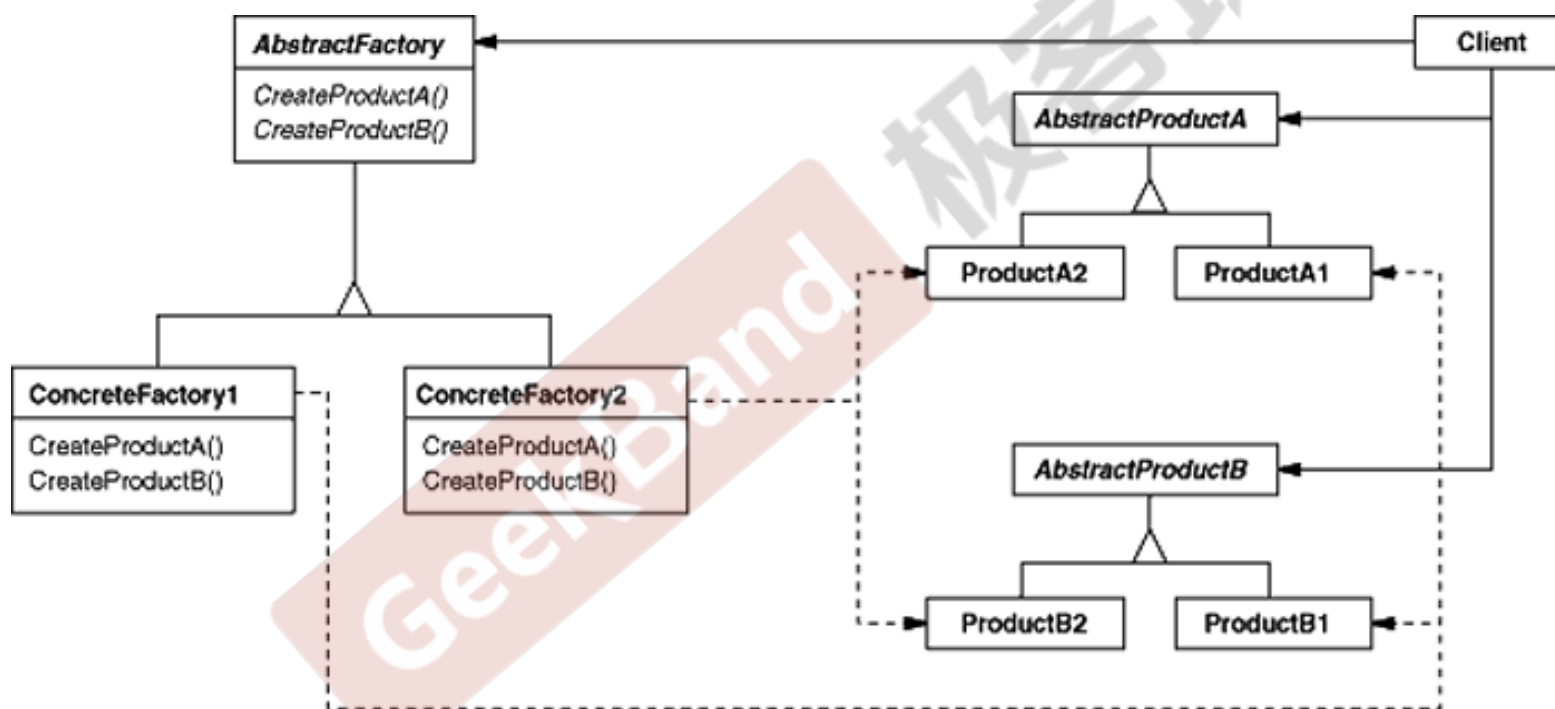 AbstractFactory
CreateProductA()
CreateProductB()
Client
AbstractProductA
ProductA2
ProductA1
ConcreteFactory1
CreateProductA()
CreateProductB()
ConcreteFactory2
CreateProductA()
CreateProductB()
AbstractProductB
ProductB2
ProductB1
GeekBand
极客